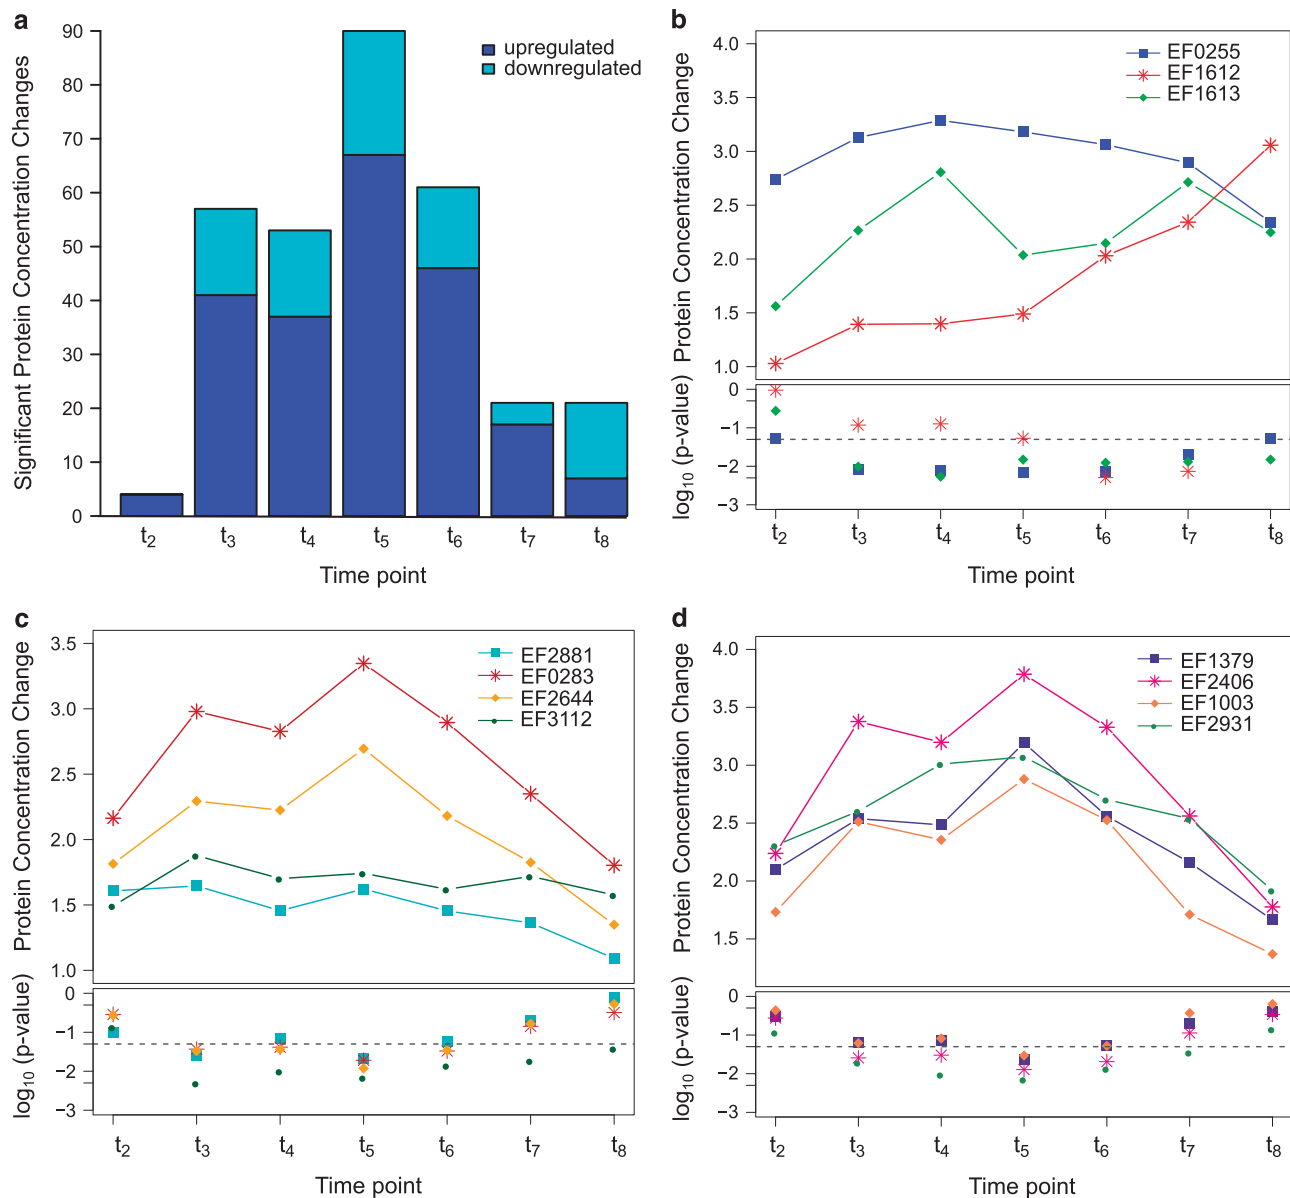 a
Significant Protein Concentration Changes
90
80
70
60
50
40
30
20
10
0
upregulated
downregulated
t2 t3 t4 t5 t6 t7 t8
Time point
b
Protein Concentration Change
4.0
3.5
3.0
2.5
2.0
1.5
1.0
EF0255
EF1612
EF1613
log10 (p-value)
0
−1
−2
−3
t2 t3 t4 t5 t6 t7 t8
Time point
c
Protein Concentration Change
3.5
3.0
2.5
2.0
1.5
1.0
EF2881
EF0283
EF2644
EF3112
log10 (p-value)
0
−1
−2
−3
t2 t3 t4 t5 t6 t7 t8
Time point
d
Protein Concentration Change
4.0
3.5
3.0
2.5
2.0
1.5
EF1379
EF2406
EF1003
EF2931
log10 (p-value)
0
−1
−2
−3
t2 t3 t4 t5 t6 t7 t8
Time point